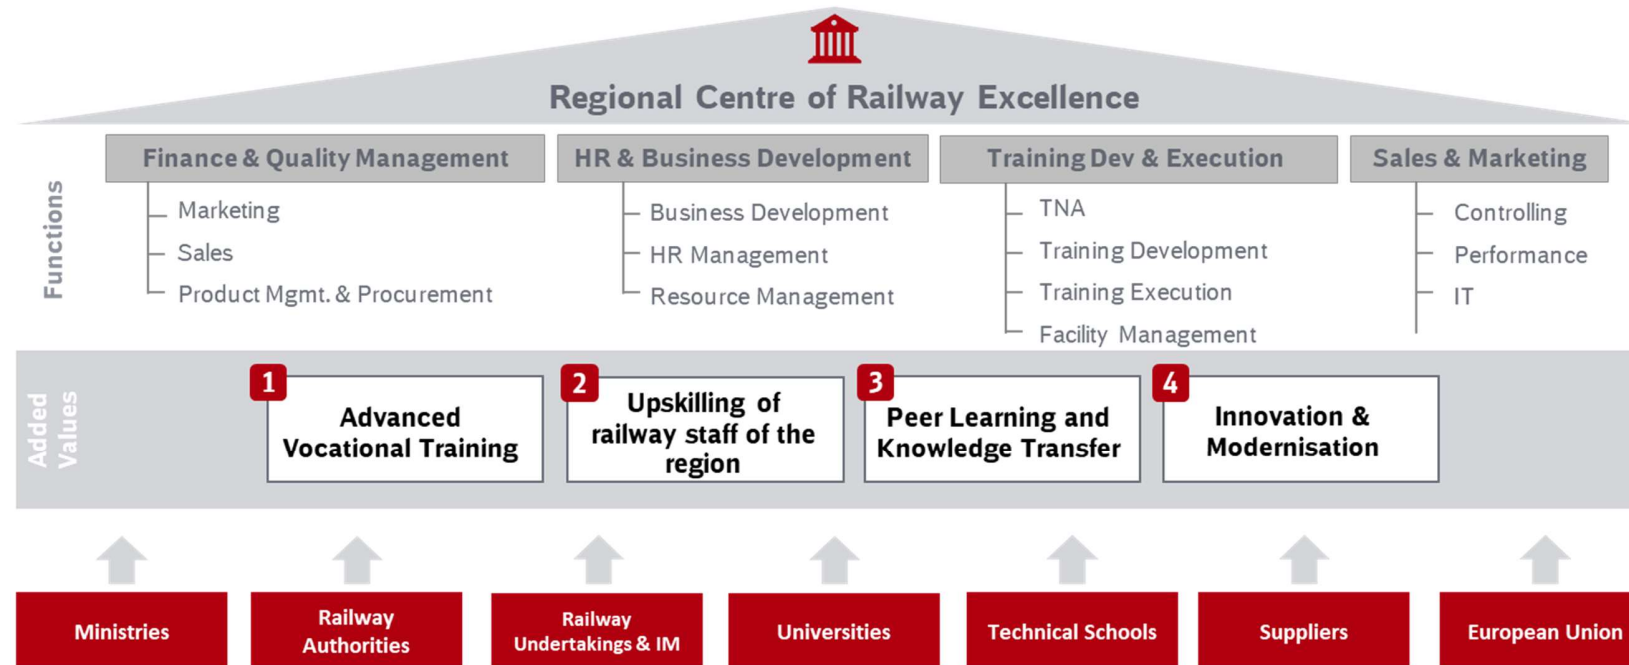 Regional Centre of Railway Excellence
Functions
Finance & Quality Management
Marketing
Sales
Product Mgmt. & Procurement
HR & Business Development
Business Development
HR Management
Resource Management
Training Dev & Execution
TNA
Training Development
Training Execution
Facility Management
Sales & Marketing
Controlling
Performance
IT
Added
Values
1
Advanced
Vocational Training
2
Upskilling of
railway staff of the
region
3
Peer Learning and
Knowledge Transfer
4
Innovation &
Modernisation
Ministries
Railway
Authorities
Railway
Undertakings & IM
Universities
Technical Schools
Suppliers
European Union